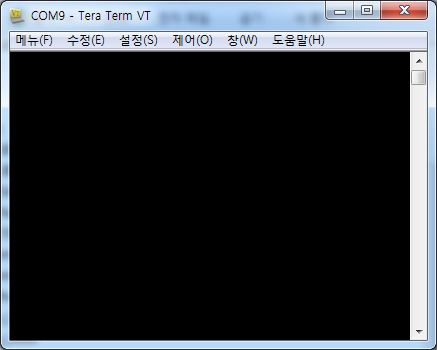 COM9 - Tera Term VT
메뉴(F) 수정(E) 설정(S) 제어(O) 창(W) 도움말(H)